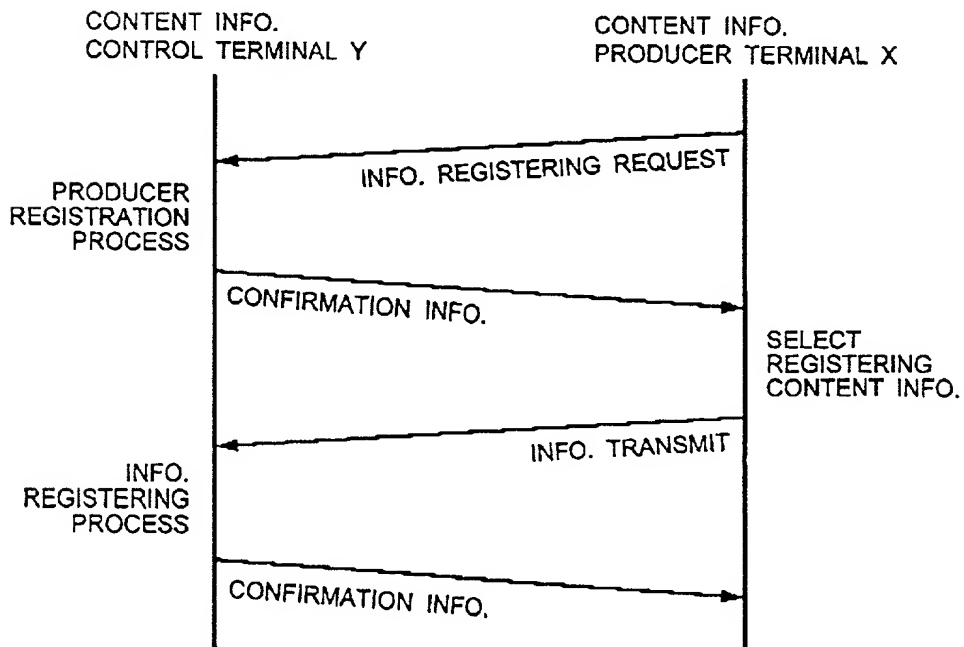 CONTENT INFO.
CONTROL TERMINAL Y
CONTENT INFO.
PRODUCER TERMINAL X
INFO. REGISTERING REQUEST
PRODUCER
REGISTRATION
PROCESS
CONFIRMATION INFO.
SELECT
REGISTERING
CONTENT INFO.
INFO. TRANSMIT
INFO.
REGISTERING
PROCESS
CONFIRMATION INFO.